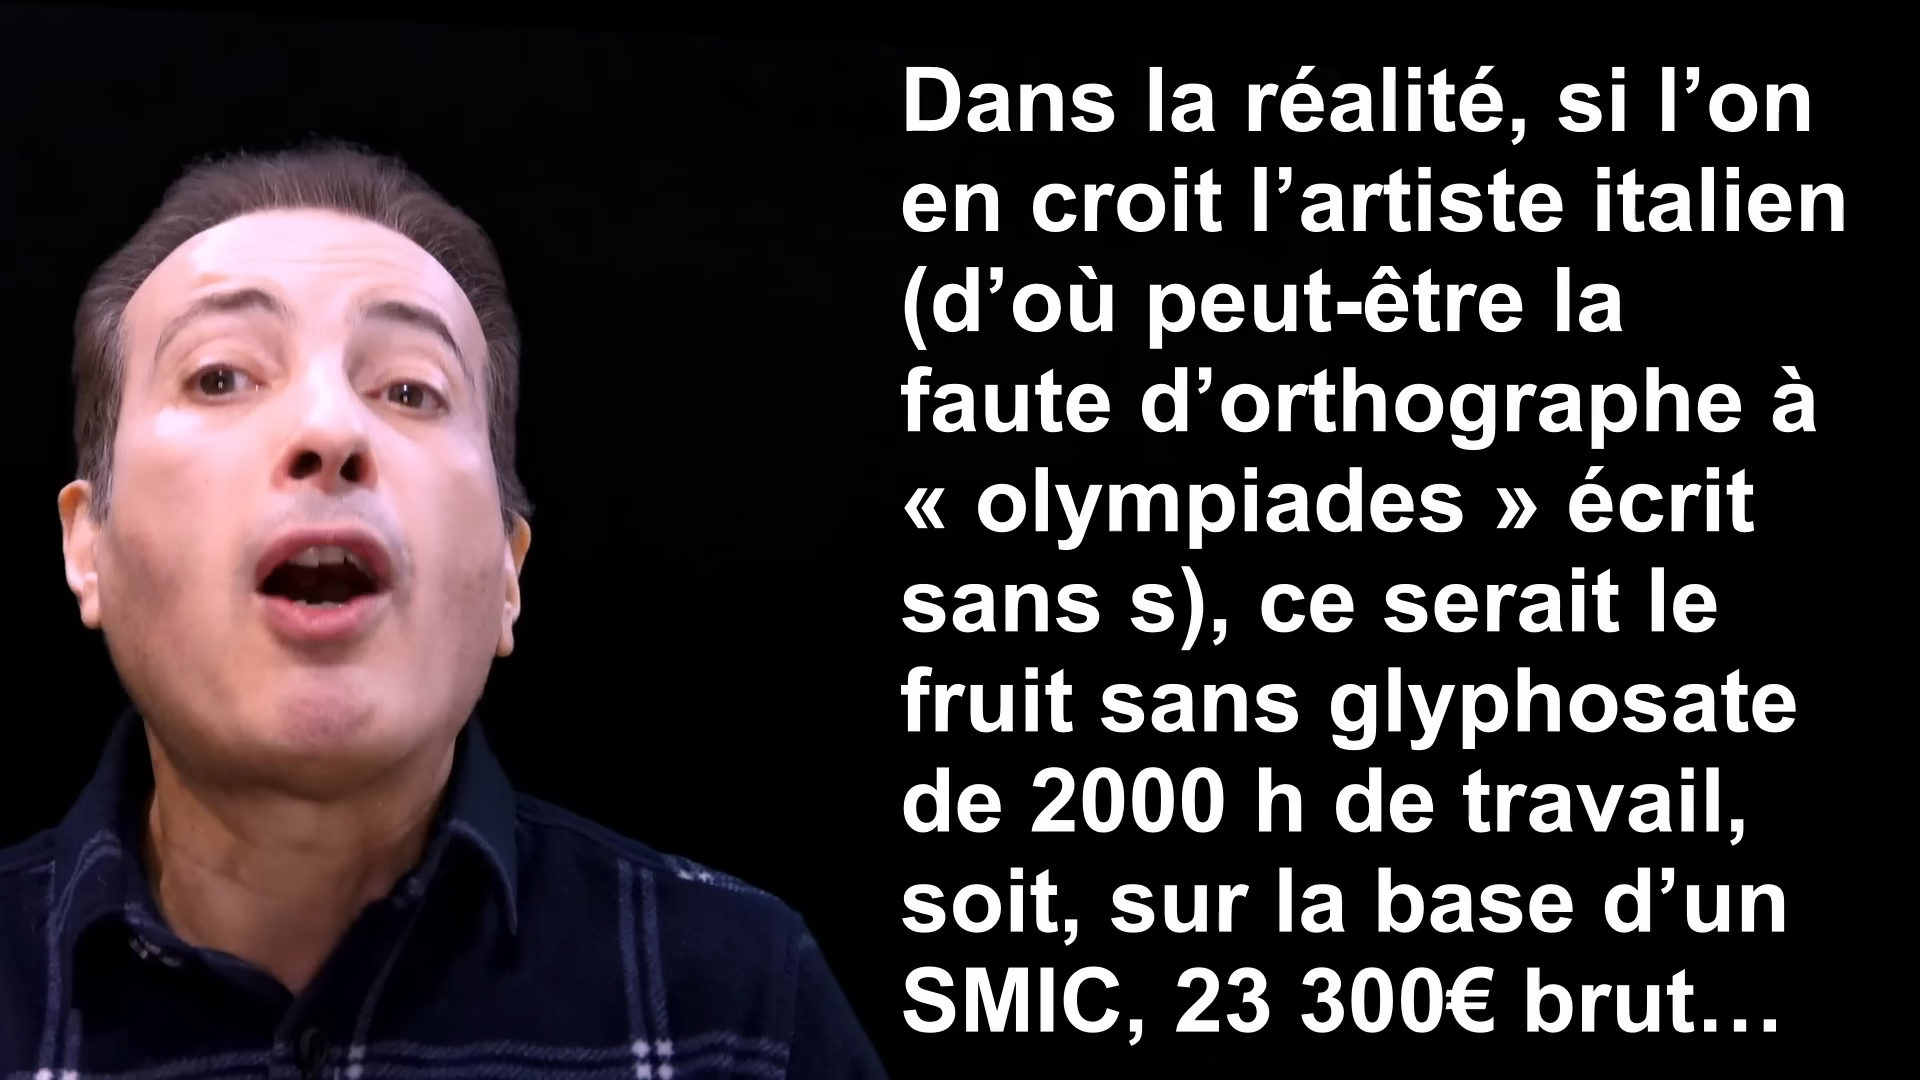 Dans la réalité, si l’on
en croit l’artiste italien
(d’où peut-être la
faute d’orthographe à
« olympiades » écrit
sans s), ce serait le
fruit sans glyphosate
de 2000 h de travail,
soit, sur la base d’un
SMIC, 23 300€ brut…